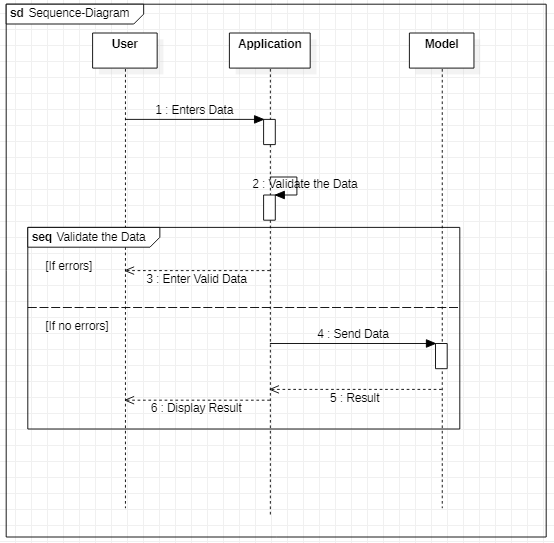 sd Sequence-Diagram
User
Application
Model
1 : Enters Data
2 : Validate the Data
seq Validate the Data
[If errors]
3 : Enter Valid Data
[If no errors]
4 : Send Data
5 : Result
6 : Display Result